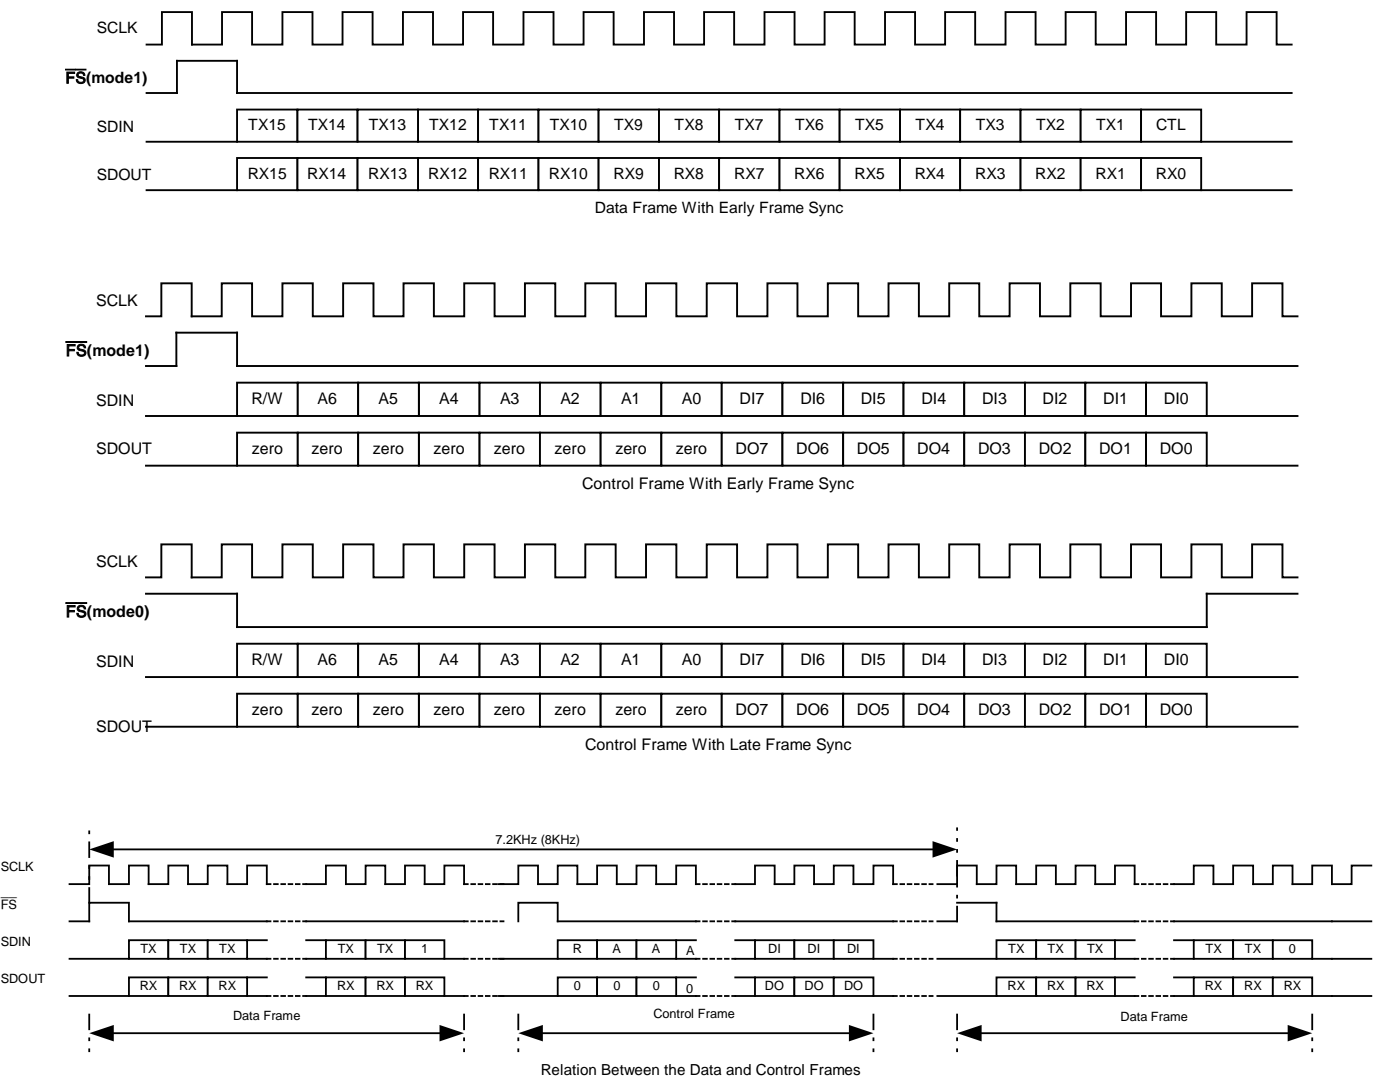 SCLK
FS(mode1)
SDIN TX15 TX14 TX13 TX12 TX11 TX10 TX9 TX8 TX7 TX6 TX5 TX4 TX3 TX2 TX1 CTL
SDOUT RX15 RX14 RX13 RX12 RX11 RX10 RX9 RX8 RX7 RX6 RX5 RX4 RX3 RX2 RX1 RX0
Data Frame With Early Frame Sync
SCLK
FS(mode1)
SDIN R/W A6 A5 A4 A3 A2 A1 A0 DI7 DI6 DI5 DI4 DI3 DI2 DI1 DI0
SDOUT zero zero zero zero zero zero zero zero DO7 DO6 DO5 DO4 DO3 DO2 DO1 DO0
Control Frame With Early Frame Sync
SCLK
FS(mode0)
SDIN R/W A6 A5 A4 A3 A2 A1 A0 DI7 DI6 DI5 DI4 DI3 DI2 DI1 DI0
SDOUT zero zero zero zero zero zero zero zero DO7 DO6 DO5 DO4 DO3 DO2 DO1 DO0
Control Frame With Late Frame Sync
7.2KHz (8KHz)
SCLK
FS
SDIN TX TX TX TX TX 1 R A A A DI DI DI TX TX TX TX TX 0
SDOUT RX RX RX RX RX RX 0 0 0 0 DO DO DO RX RX RX RX RX RX
Data Frame Control Frame Data Frame
Relation Between the Data and Control Frames